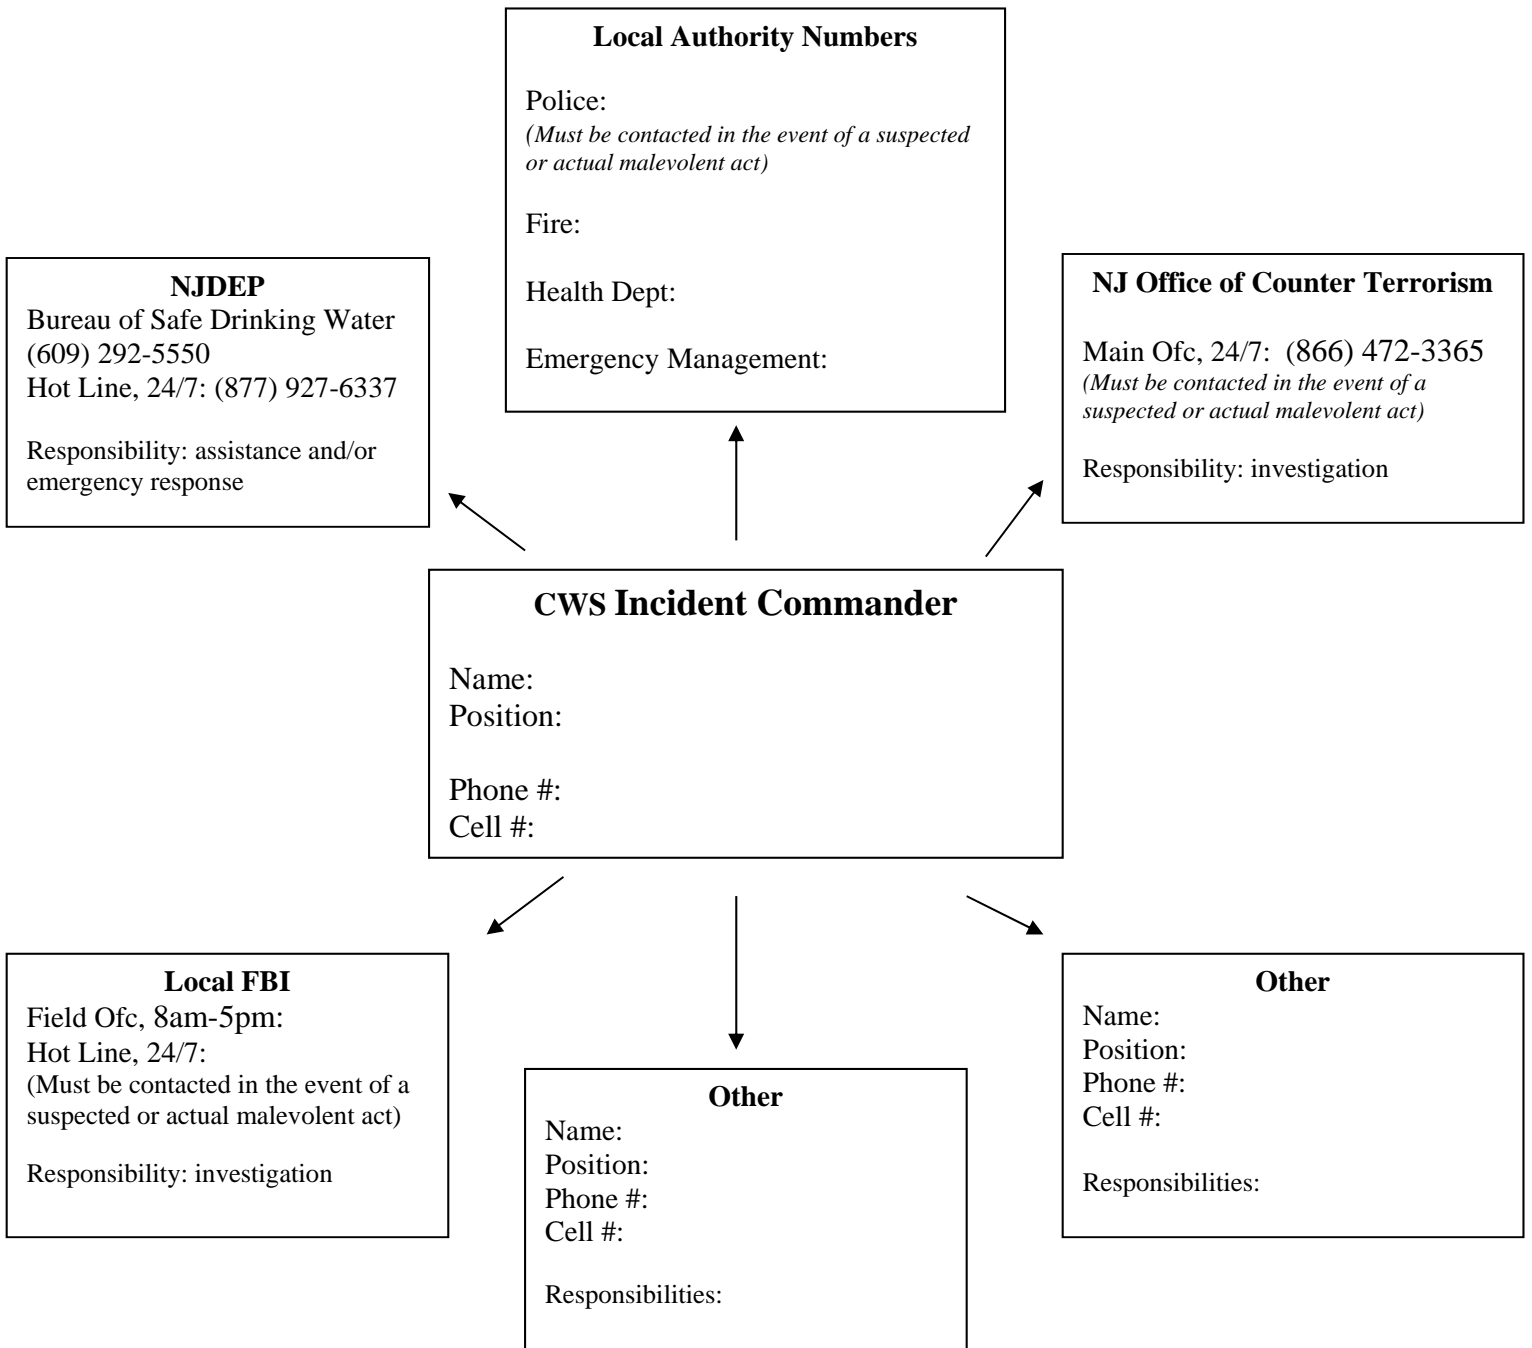 Local Authority Numbers
Police:
(Must be contacted in the event of a suspected
or actual malevolent act)
Fire:
Health Dept:
Emergency Management:
NJDEP
Bureau of Safe Drinking Water
(609) 292-5550
Hot Line, 24/7: (877) 927-6337
Responsibility: assistance and/or
emergency response
NJ Office of Counter Terrorism
Main Ofc, 24/7: (866) 472-3365
(Must be contacted in the event of a
suspected or actual malevolent act)
Responsibility: investigation
CWS Incident Commander
Name:
Position:
Phone #:
Cell #:
Local FBI
Field Ofc, 8am-5pm:
Hot Line, 24/7:
(Must be contacted in the event of a
suspected or actual malevolent act)
Responsibility: investigation
Other
Name:
Position:
Phone #:
Cell #:
Responsibilities:
Other
Name:
Position:
Phone #:
Cell #:
Responsibilities: